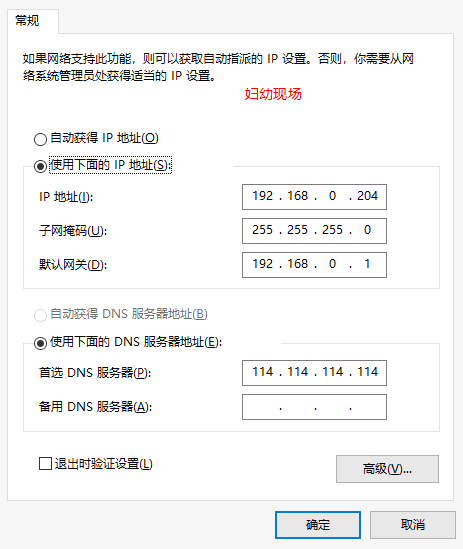 常规
如果网络支持此功能，则可以获取自动指派的 IP 设置。否则，你需要从网
络系统管理员处获得适当的 IP 设置。
妇幼现场
自动获得 IP 地址(O)
使用下面的 IP 地址(S):
IP 地址(I): 192 . 168 . 0 . 204
子网掩码(U): 255 . 255 . 255 . 0
默认网关(D): 192 . 168 . 0 . 1
自动获得 DNS 服务器地址(B)
使用下面的 DNS 服务器地址(E):
首选 DNS 服务器(P): 114 . 114 . 114 . 114
备用 DNS 服务器(A): . . .
退出时验证设置(L)
高级(V)...
确定 取消